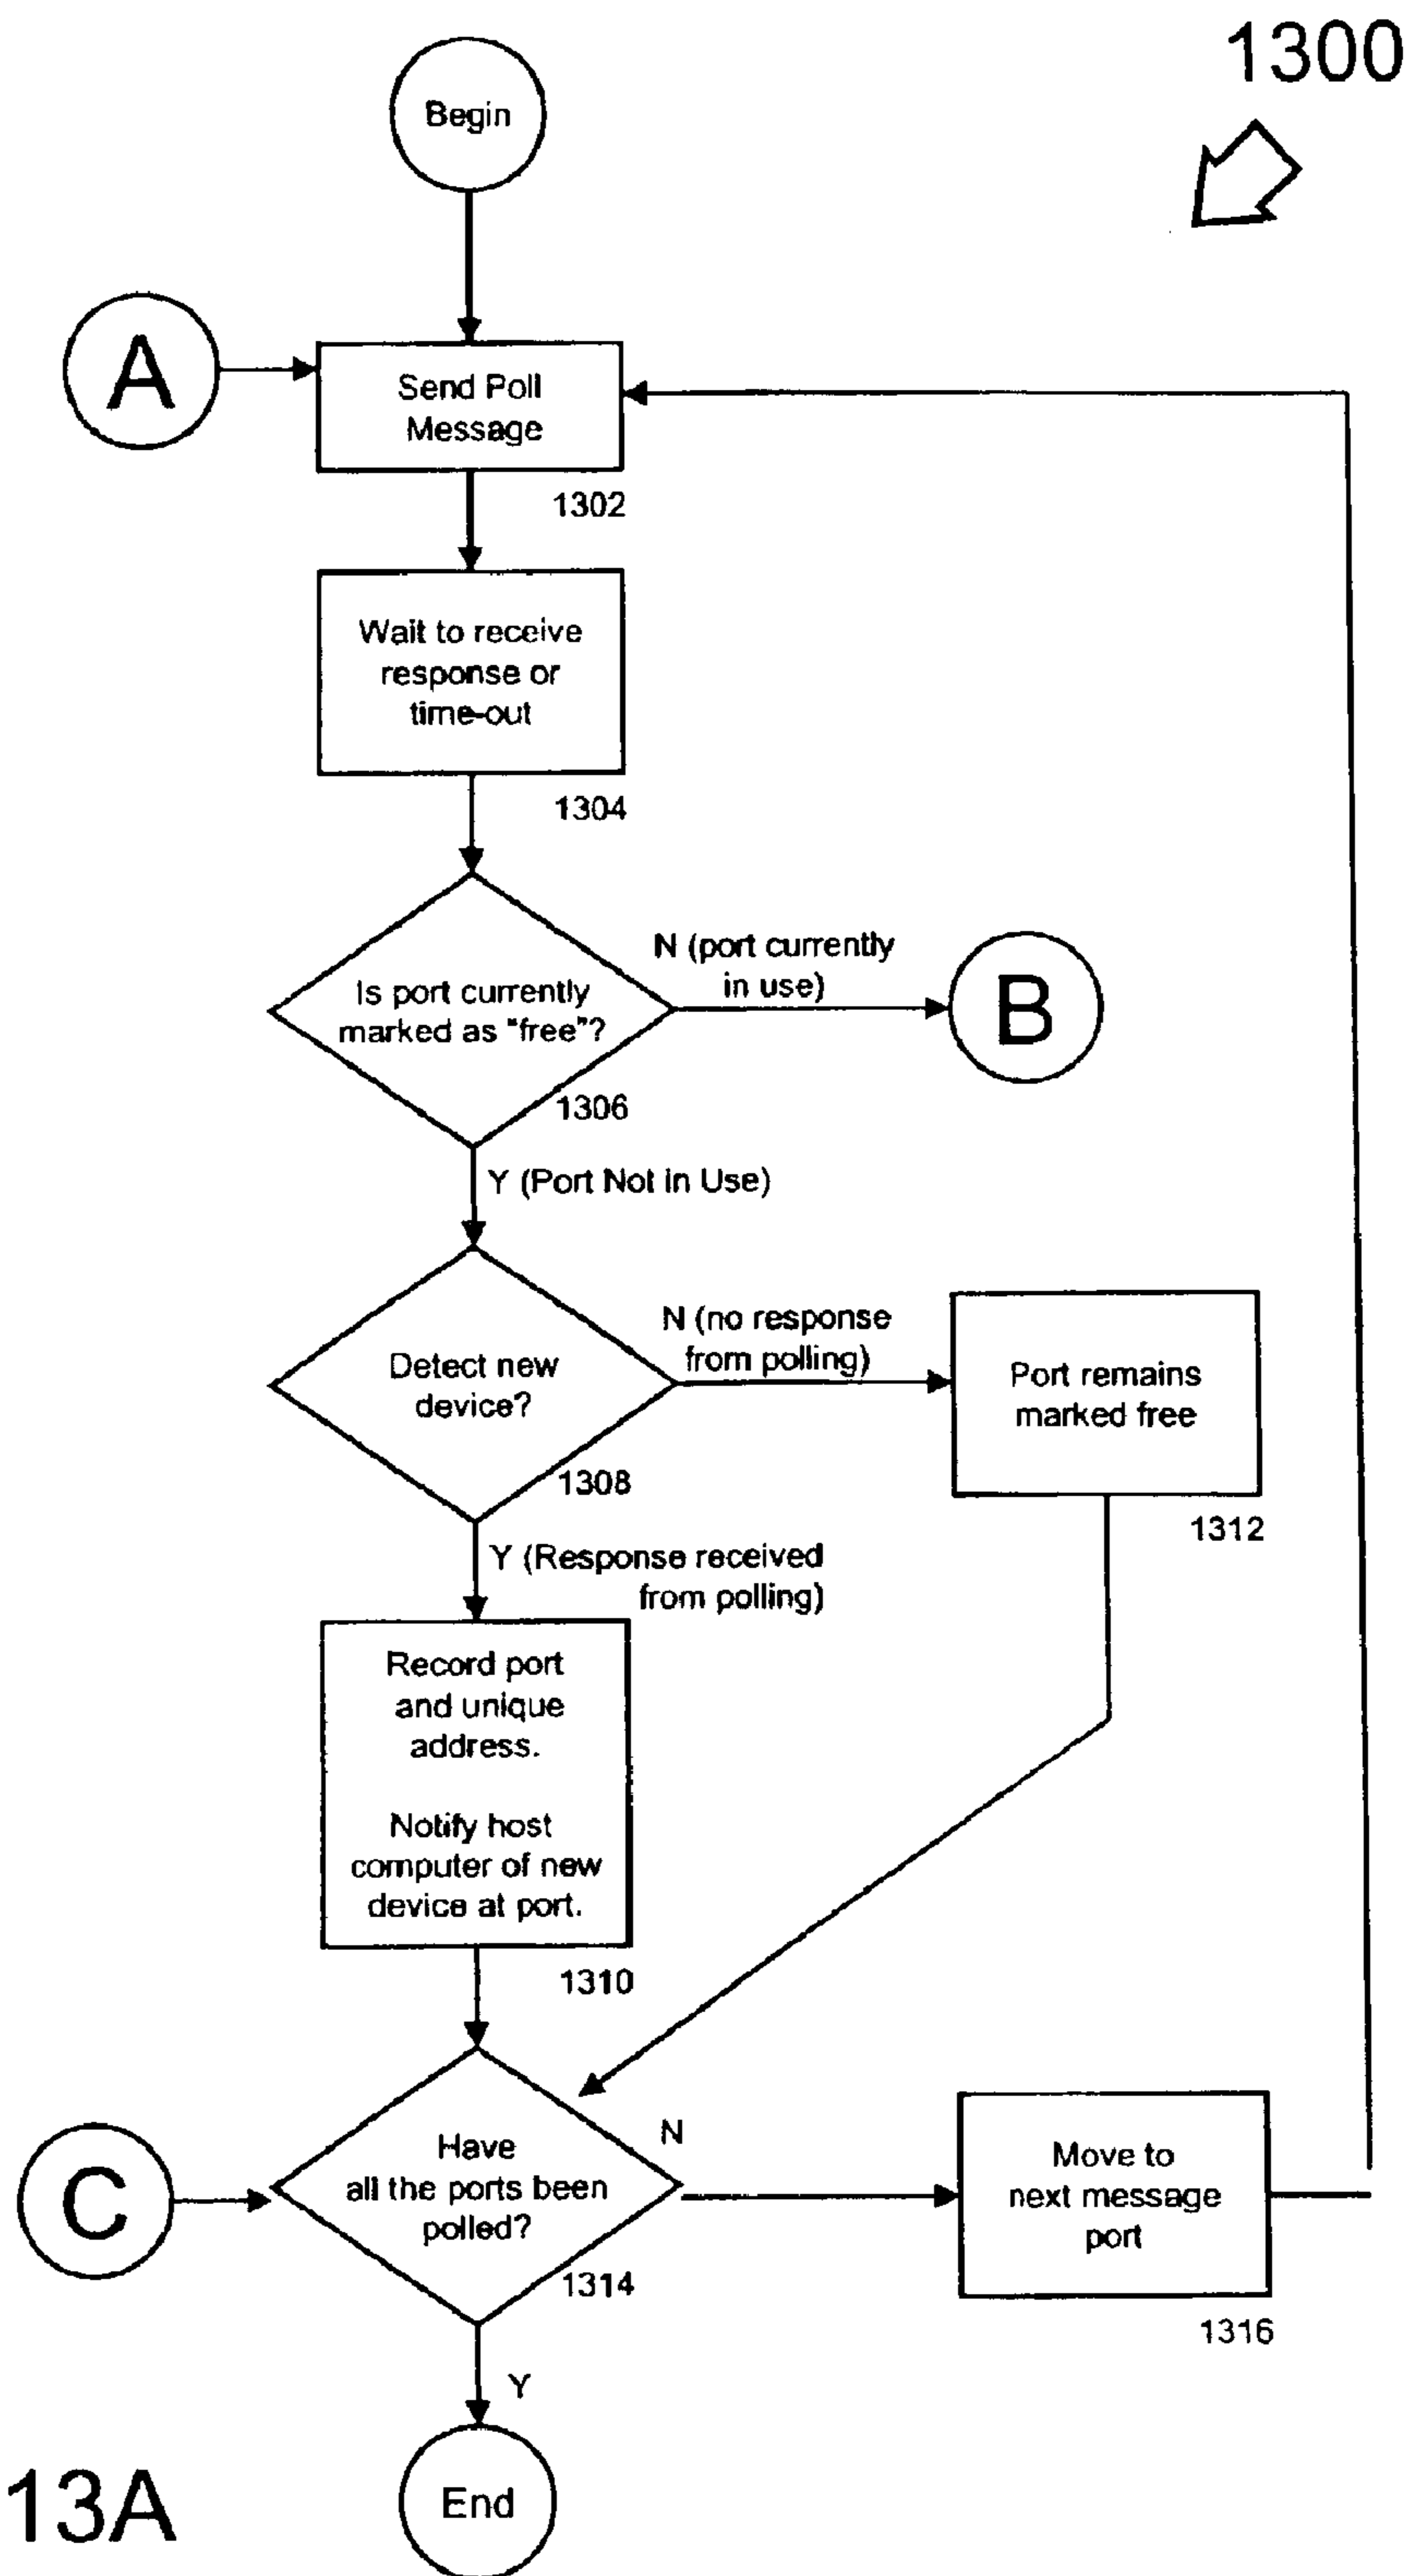 1300
Begin
A
Send Poll
Message
1302
Wait to receive
response or
time-out
1304
N (port currently
in use)
Is port currently
marked as "free"?
B
1306
Y (Port Not in Use)
N (no response
from polling)
Detect new
device?
Port remains
marked free
1308
1312
Y (Response received
from polling)
Record port
and unique
address.
Notify host
computer of new
device at port.
1310
N
Have
all the ports been
polled?
C
Move to
next message
port
1314
1316
Y
End
13A